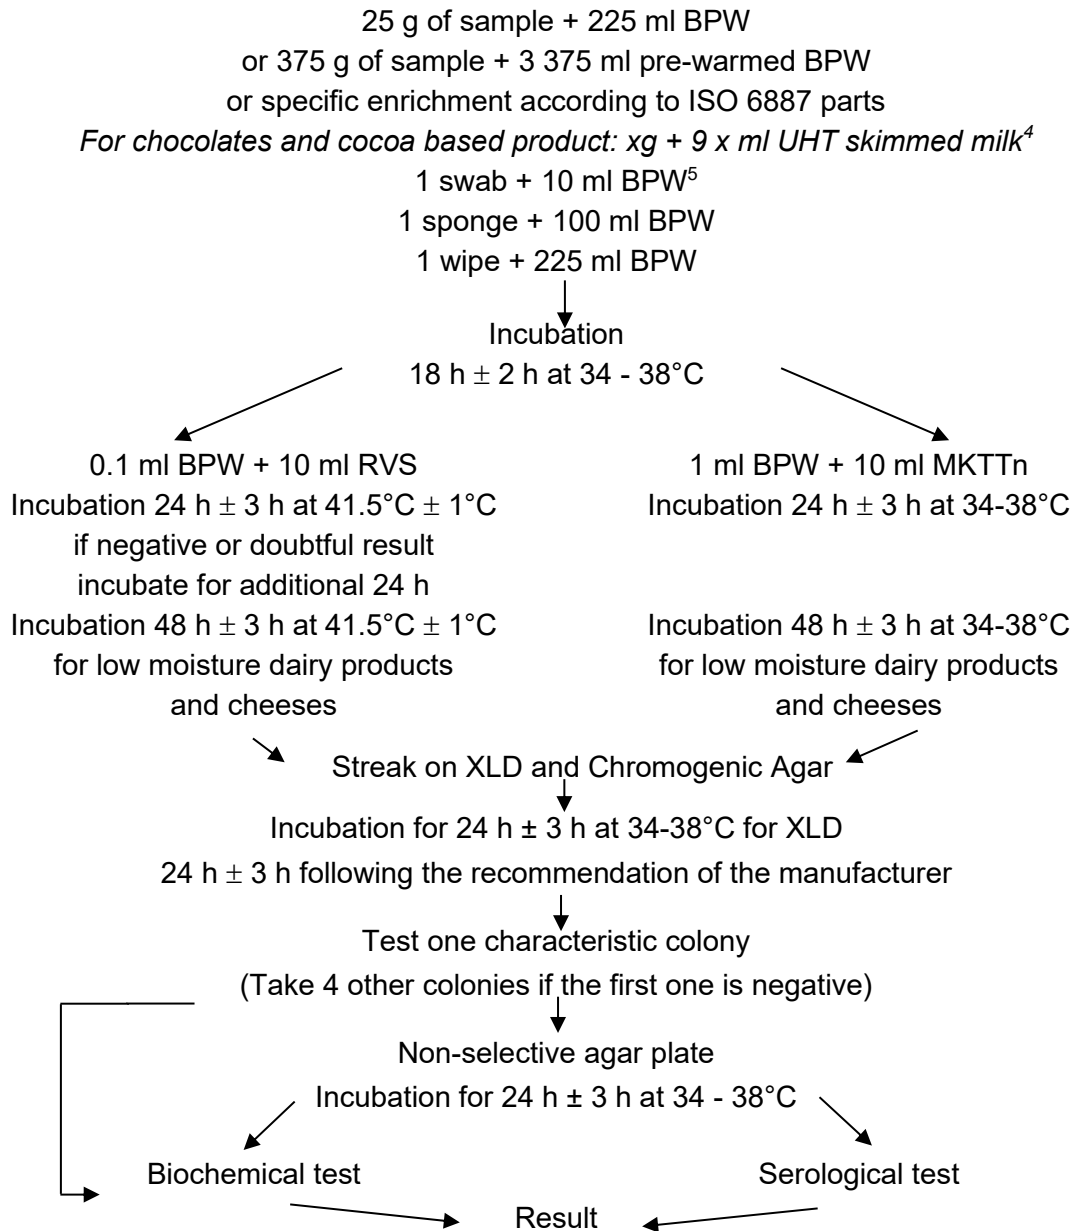 25 g of sample + 225 ml BPW
or 375 g of sample + 3 375 ml pre-warmed BPW
or specific enrichment according to ISO 6887 parts
For chocolates and cocoa based product: xg + 9 x ml UHT skimmed milk⁴
1 swab + 10 ml BPW⁵
1 sponge + 100 ml BPW
1 wipe + 225 ml BPW
Incubation
18 h ± 2 h at 34 - 38°C
0.1 ml BPW + 10 ml RVS
Incubation 24 h ± 3 h at 41.5°C ± 1°C
if negative or doubtful result
incubate for additional 24 h
Incubation 48 h ± 3 h at 41.5°C ± 1°C
for low moisture dairy products
and cheeses
1 ml BPW + 10 ml MKTTn
Incubation 24 h ± 3 h at 34-38°C
Incubation 48 h ± 3 h at 34-38°C
for low moisture dairy products
and cheeses
Streak on XLD and Chromogenic Agar
Incubation for 24 h ± 3 h at 34-38°C for XLD
24 h ± 3 h following the recommendation of the manufacturer
Test one characteristic colony
(Take 4 other colonies if the first one is negative)
Non-selective agar plate
Incubation for 24 h ± 3 h at 34 - 38°C
Biochemical test
Serological test
Result